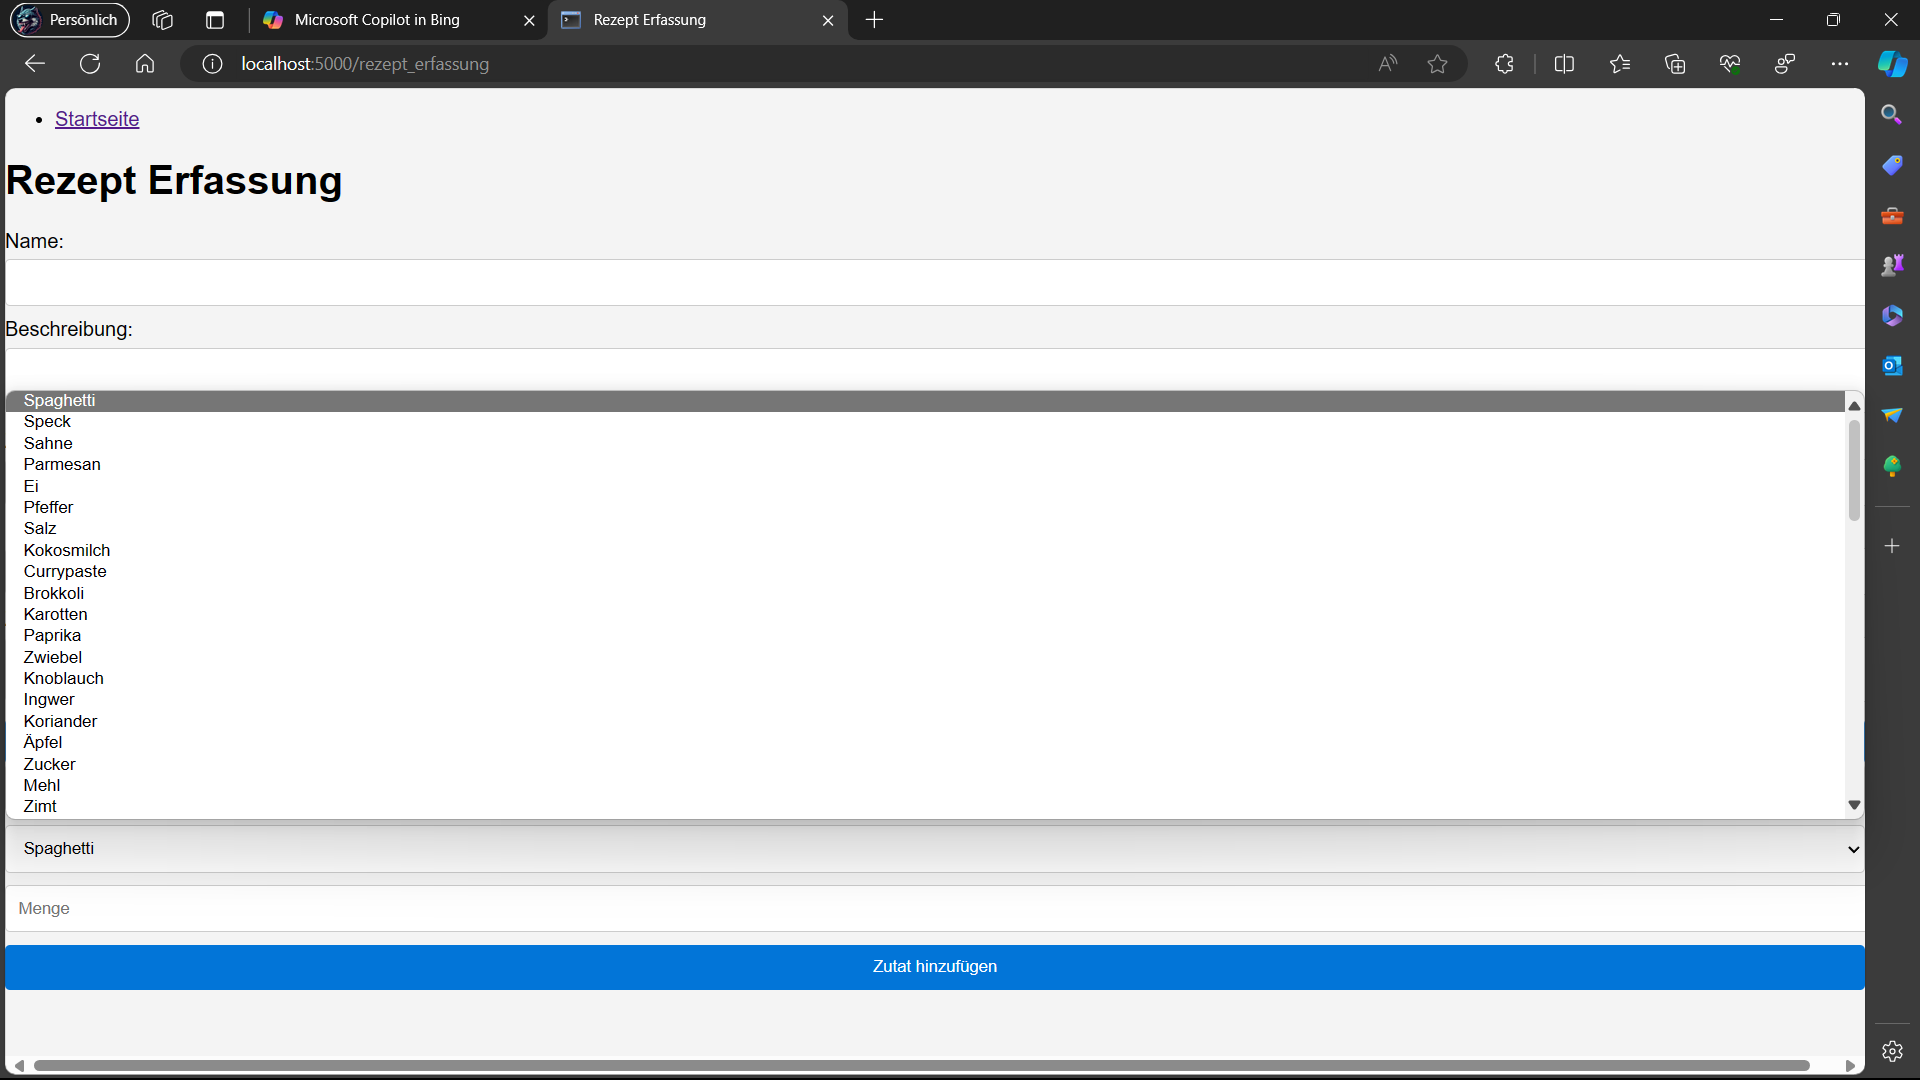 Persönlich
Microsoft Copilot in Bing
Rezept Erfassung
localhost:5000/rezept_erfassung
Startseite
Rezept Erfassung
Name:
Beschreibung:
Spaghetti
Speck
Sahne
Parmesan
Ei
Pfeffer
Salz
Kokosmilch
Currypaste
Brokkoli
Karotten
Paprika
Zwiebel
Knoblauch
Ingwer
Koriander
Äpfel
Zucker
Mehl
Zimt
Spaghetti
Menge
Zutat hinzufügen